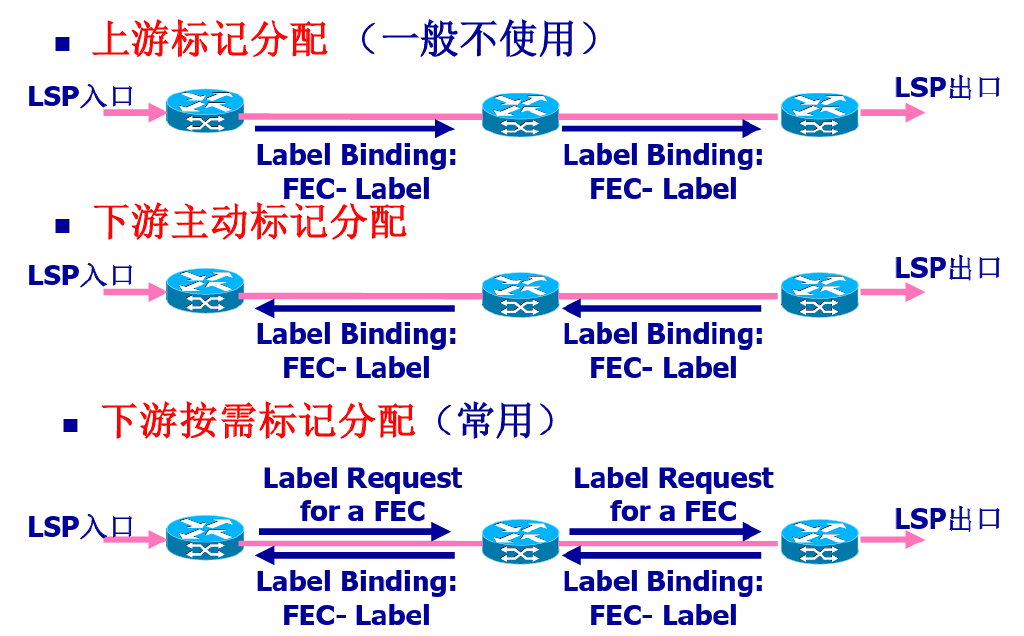 上游标记分配 （一般不使用）
LSP入口
LSP出口
Label Binding:
FEC- Label
Label Binding:
FEC- Label
下游主动标记分配
LSP入口
LSP出口
Label Binding:
FEC- Label
Label Binding:
FEC- Label
下游按需标记分配（常用）
Label Request
for a FEC
Label Request
for a FEC
LSP入口
LSP出口
Label Binding:
FEC- Label
Label Binding:
FEC- Label